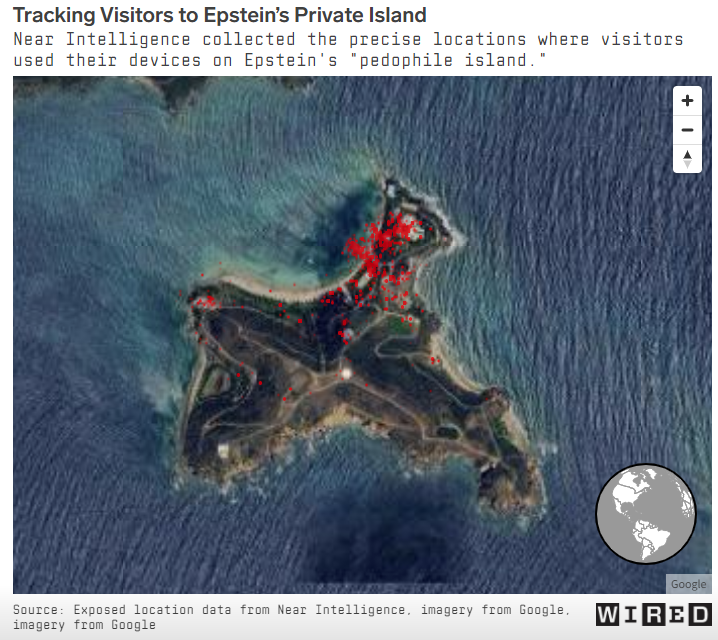 Tracking Visitors to Epstein’s Private Island
Near Intelligence collected the precise locations where visitors
used their devices on Epstein's "pedophile island."
Google
Source: Exposed location data from Near Intelligence, imagery from Google,
imagery from Google
WIRED